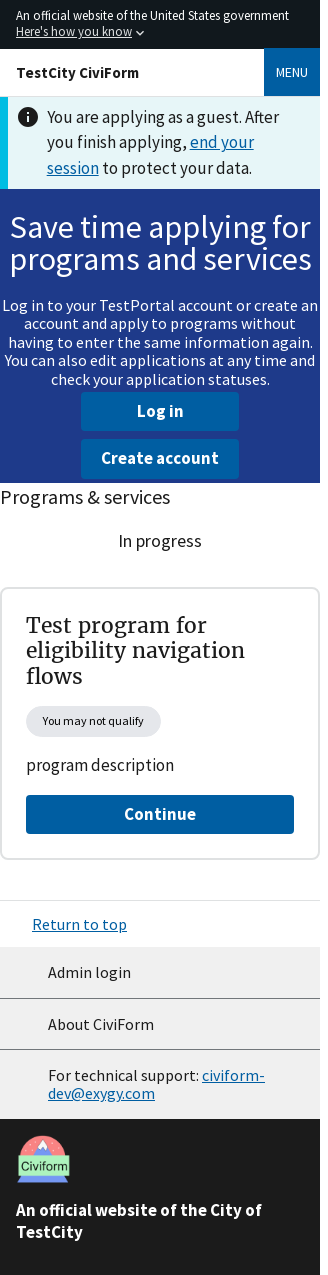 An official website of the United States government
Here's how you know
TestCity CiviForm
MENU
You are applying as a guest. After
you finish applying, end your
session to protect your data.
Save time applying for
programs and services
Log in to your TestPortal account or create an
account and apply to programs without
having to enter the same information again.
You can also edit applications at any time and
check your application statuses.
Log in
Create account
Programs & services
In progress
Test program for
eligibility navigation
flows
You may not qualify
program description
Continue
Return to top
Admin login
About CiviForm
For technical support: civiform-
dev@exygy.com
Civiform
An official website of the City of
TestCity